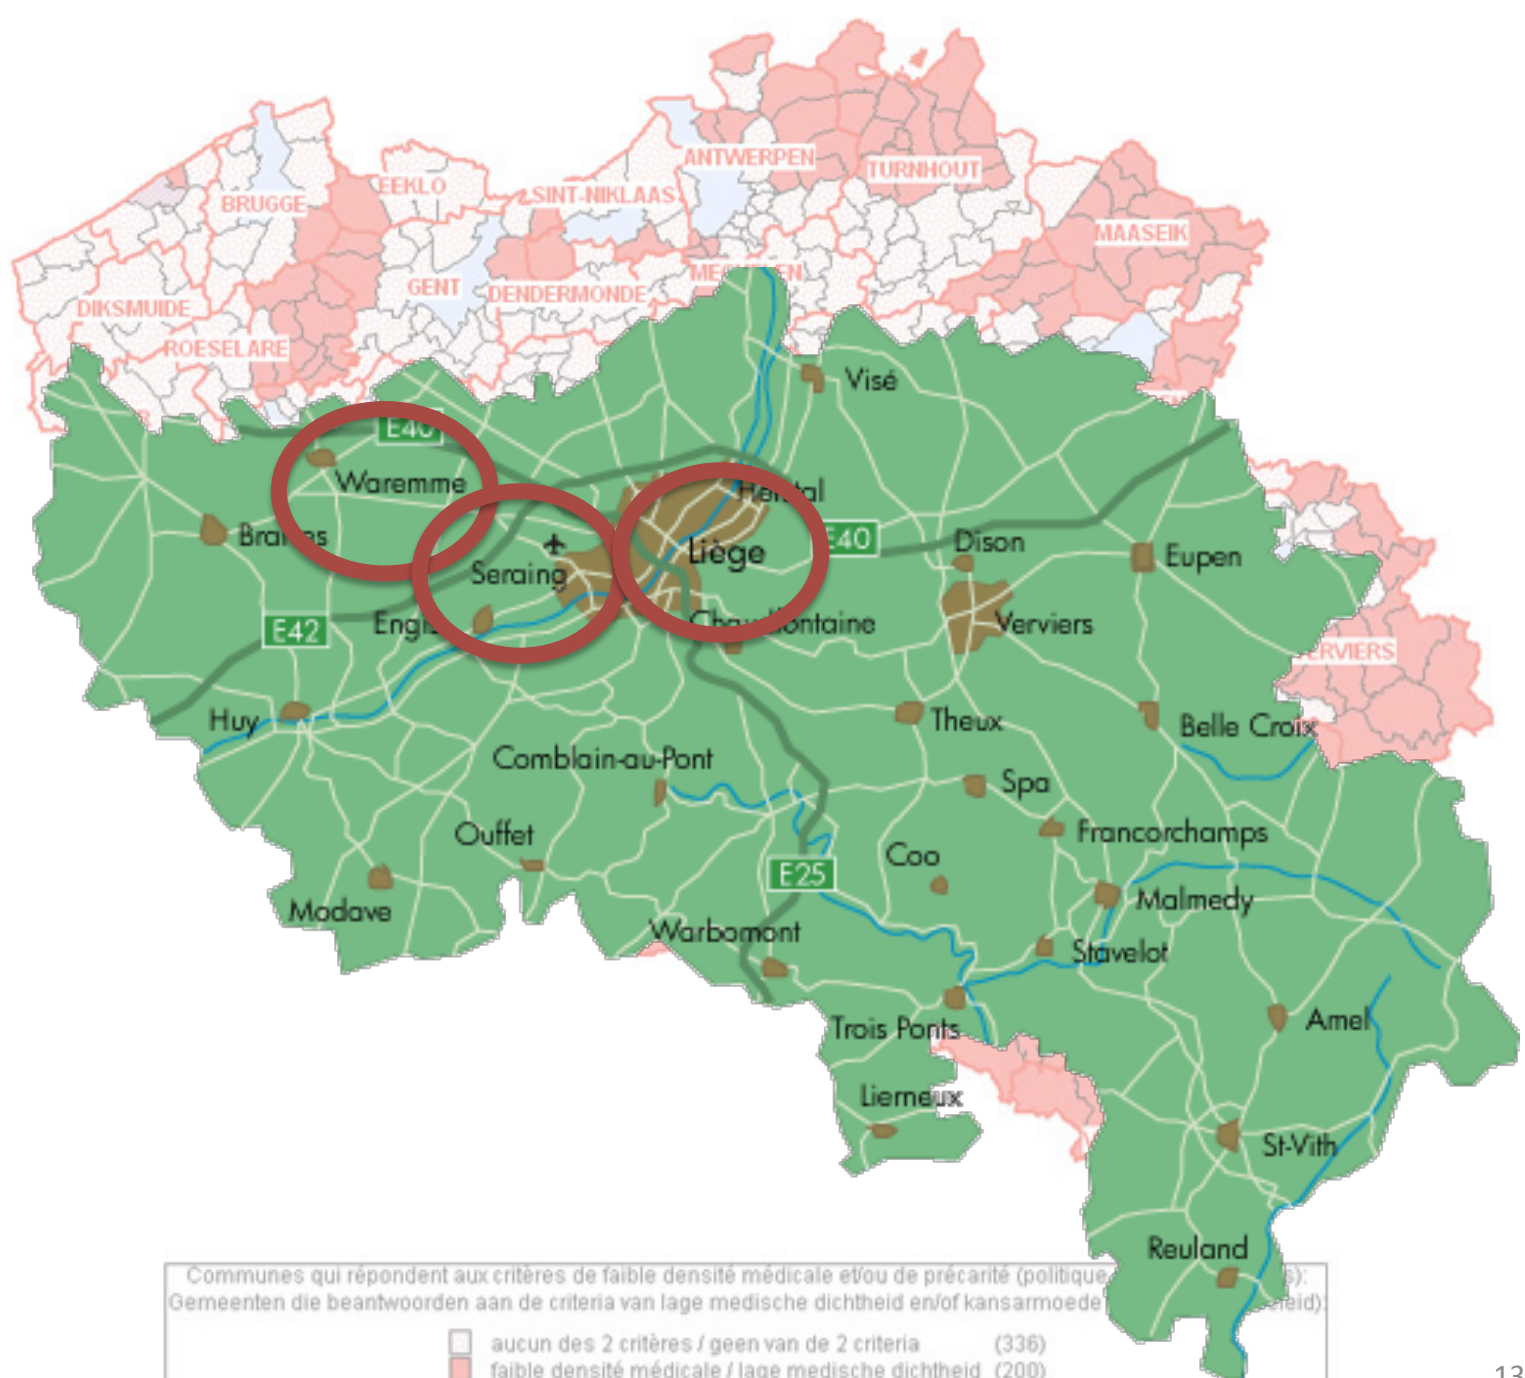 ANTWERPEN
TURNHOUT
EEKLO
SINT-NIKLAAS
BRUGGE
MAASEIK
GENT
DENDERMONDE
DIKSMUIDE
ROESELARE
Visé
E40
Waremme
Herstal
E40
Liège
Dison
Eupen
Seraing
Chaudfontaine
Verviers
E42
Huy
Theux
Belle Croix
Comblain-au-Pont
Spa
Ouffet
Francorchamps
Coo
E25
Malmedy
Modave
Warbomont
Stavelot
Trois Ponts
Amel
Lierneux
St-Vith
Reuland
Communes qui répondent aux critères de faible densité médicale et/ou de précarité (politique
Gemeenten die beantwoorden aan de criteria van lage medische dichtheid en/of kansarmoede
aucun des 2 critères / geen van de 2 criteria (336)
faible densité médicale / lage medische dichtheid (200)
13